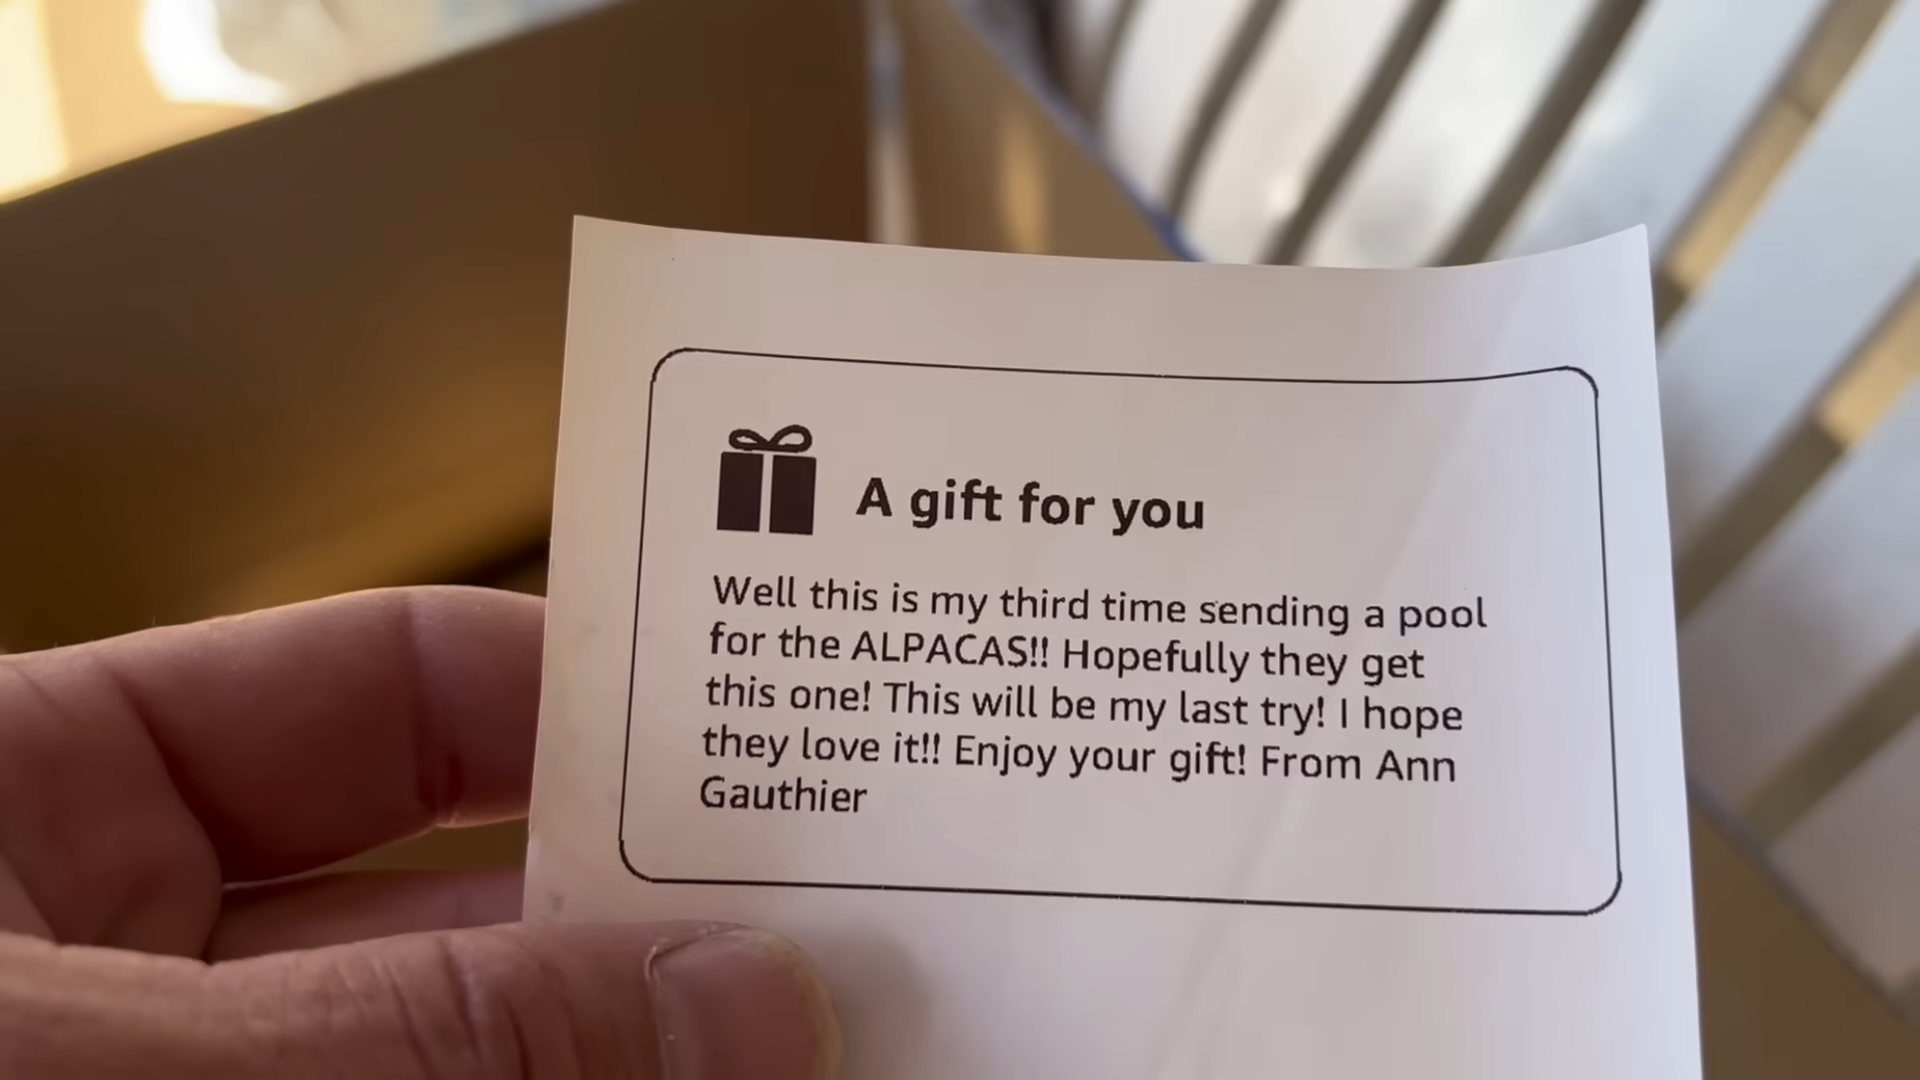 A gift for you
Well this is my third time sending a pool
for the ALPACAS!! Hopefully they get
this one! This will be my last try! I hope
they love it!! Enjoy your gift! From Ann
Gauthier